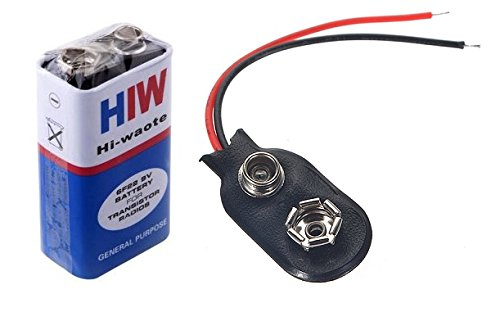 HIW
Hi-waote
6F22 9V
BATTERY
FOR
TRANSISTOR
RADIOS
GENERAL PURPOSE